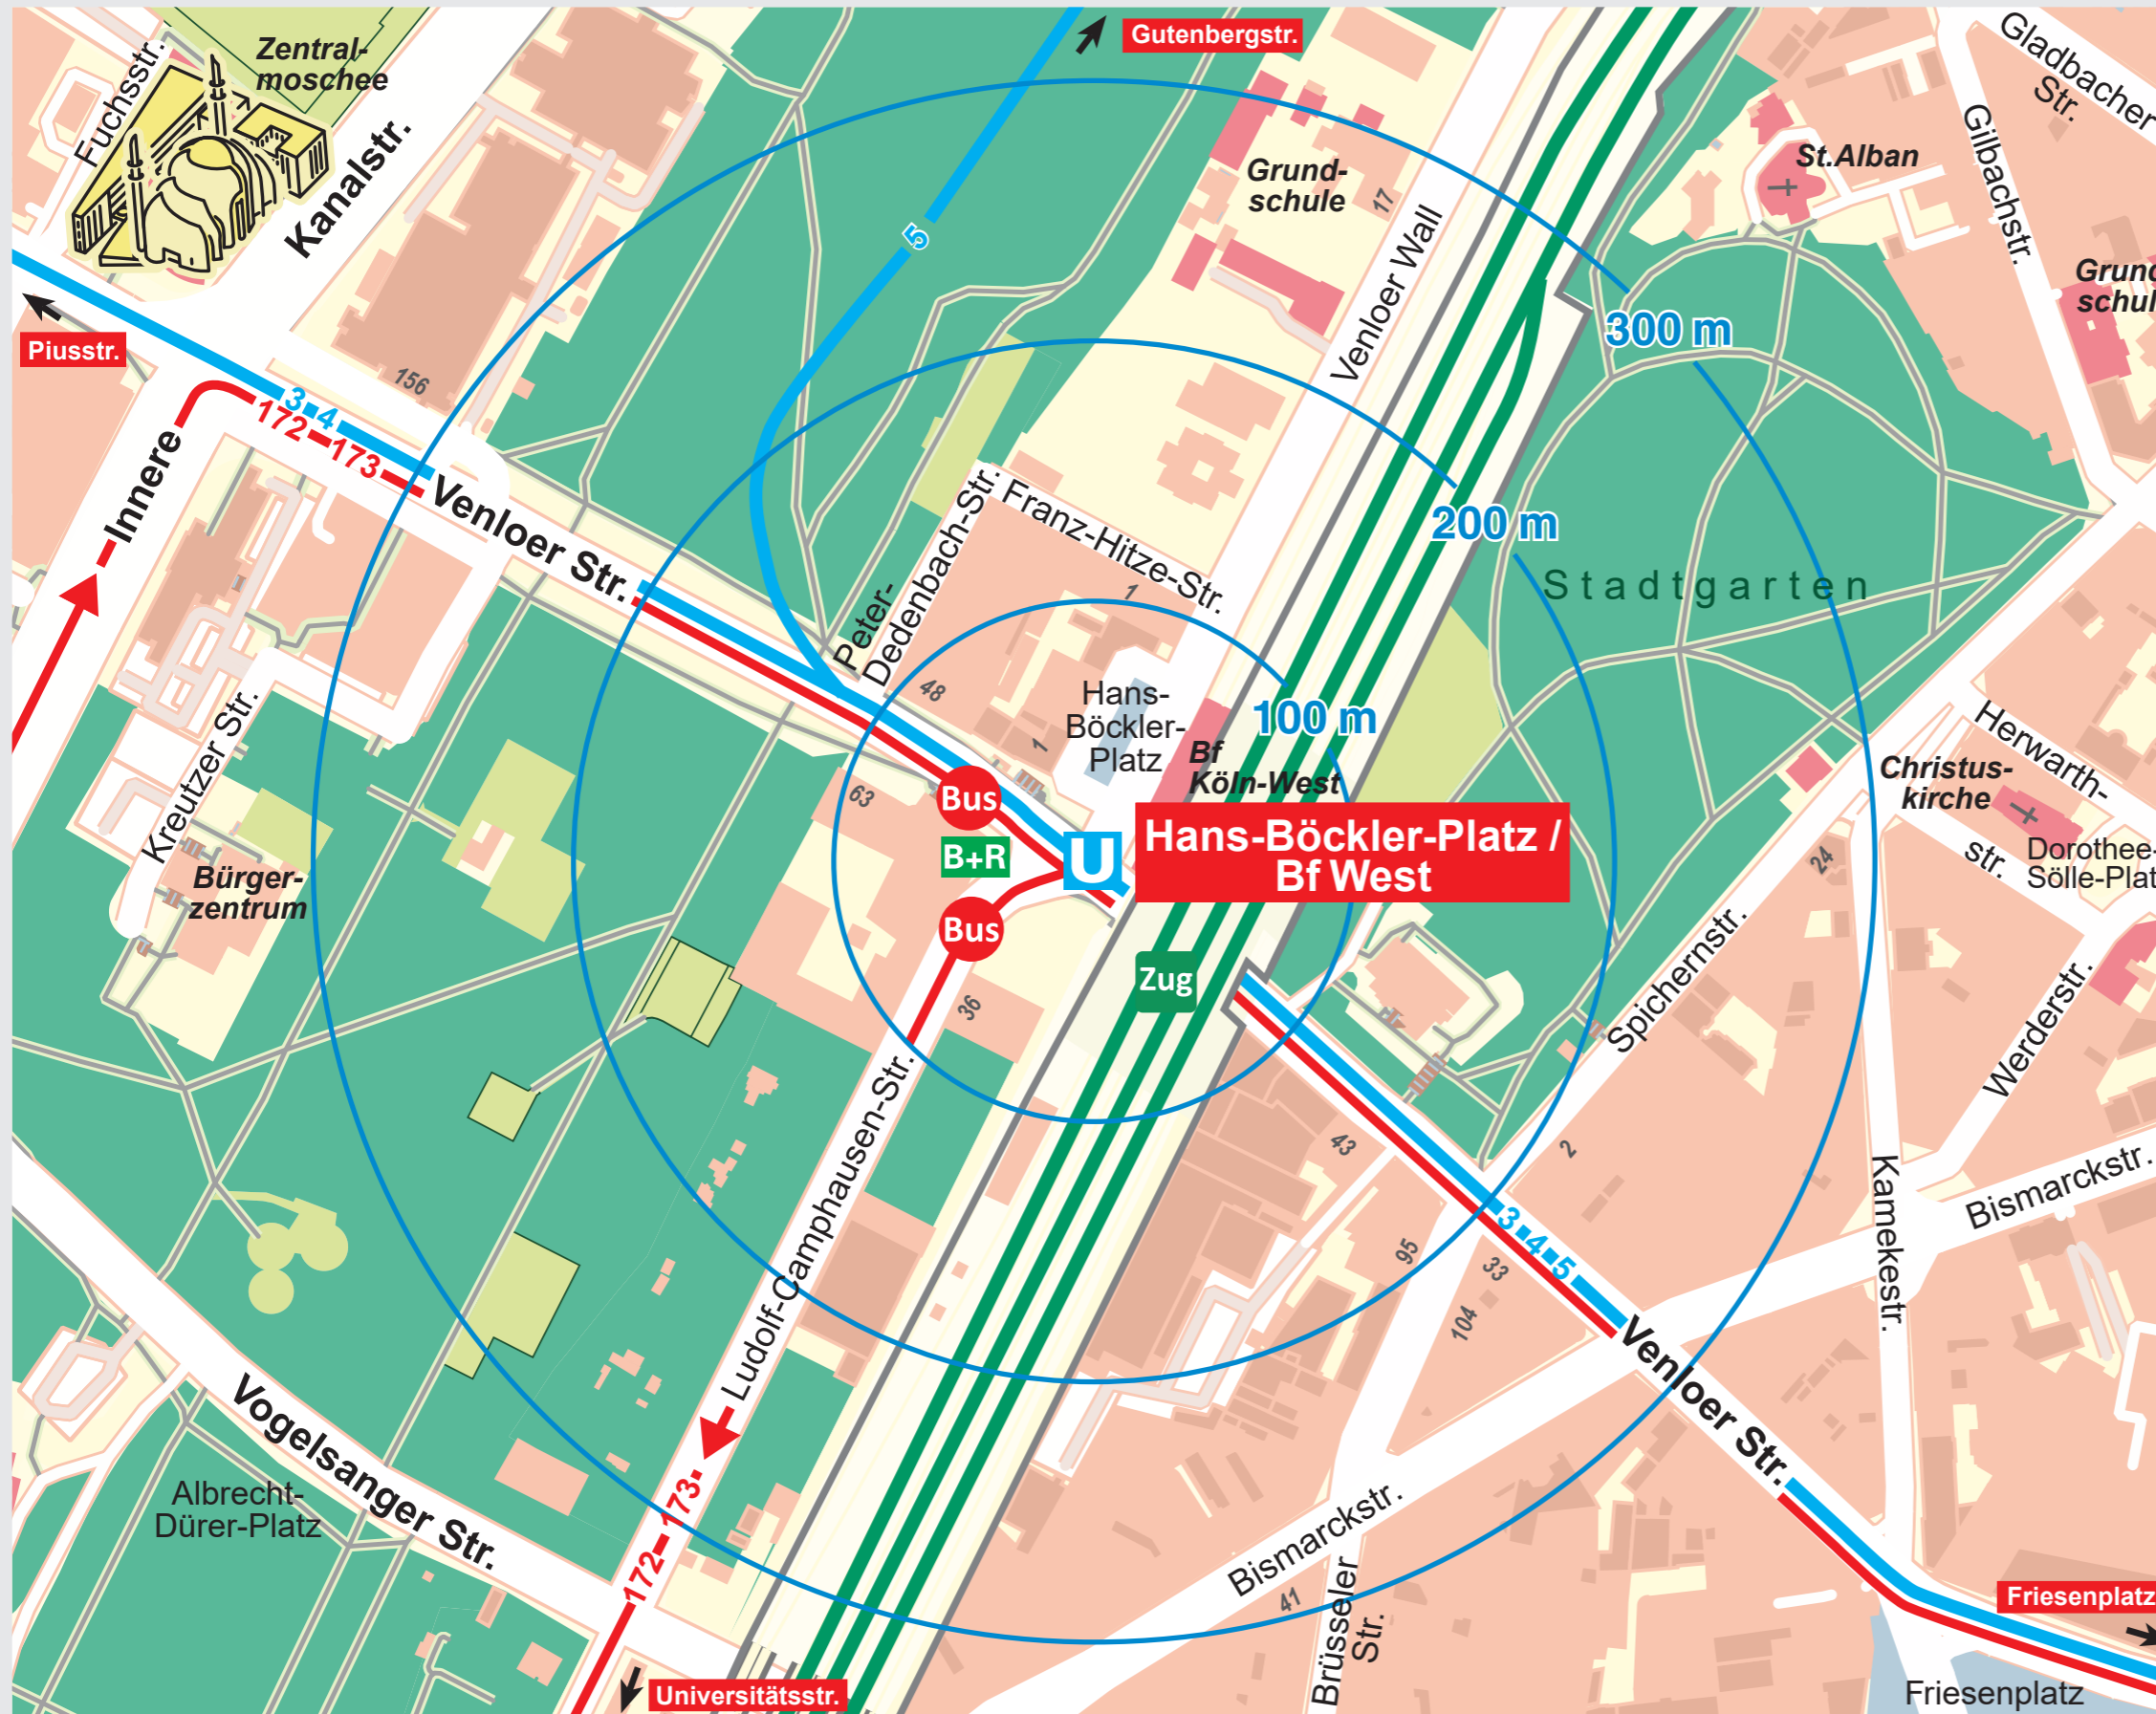 Gutenbergstr.
Zentral-
moschee
Fuchsstr.
Kanalstr.
Gladbacher
Str.
Gilbachstr.
St.Alban
Grund-
schule
17
Venloer Wall
5
Piusstr.
300 m
156
3 4
172 173
Innere
Venloer Str.
Peter-
Dedenbach-Str.
Franz-Hitze-Str.
1
200 m
Stadtgarten
48
1
Hans-
Böckler-
Platz
100 m
Bf
Köln-West
Kreutzer Str.
63
Bus
B+R
U
Hans-Böckler-Platz /
Bf West
Bus
Zug
36
Bürger-
zentrum
Herwarth-
str.
Christus-
kirche
Dorothee-
24
Spichernstr.
Werderstr.
43
2
95
33
104
3 4 5
Kamekestr.
Bismarckstr.
Venloer Str.
Ludolf-Camphausen-Str.
172 173
Vogelsanger Str.
Albrecht-
Dürer-Platz
Bismarckstr.
41
Brüsseler
Str.
Universitätsstr.
Friesenplatz
Friesenplatz